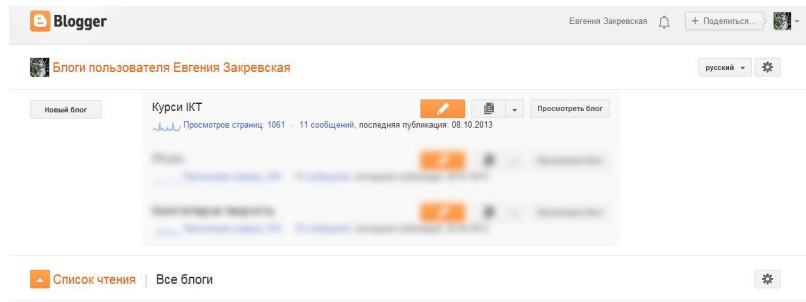 Blogger
Евгения Закревская
+ Поделиться...
Блоги пользователя Евгения Закревская
русский
Новый блог
Курси ІКТ
Просмотреть блог
Просмотров страниц: 1061 - 11 сообщений, последняя публикация: 08.10.2013
Список чтения | Все блоги